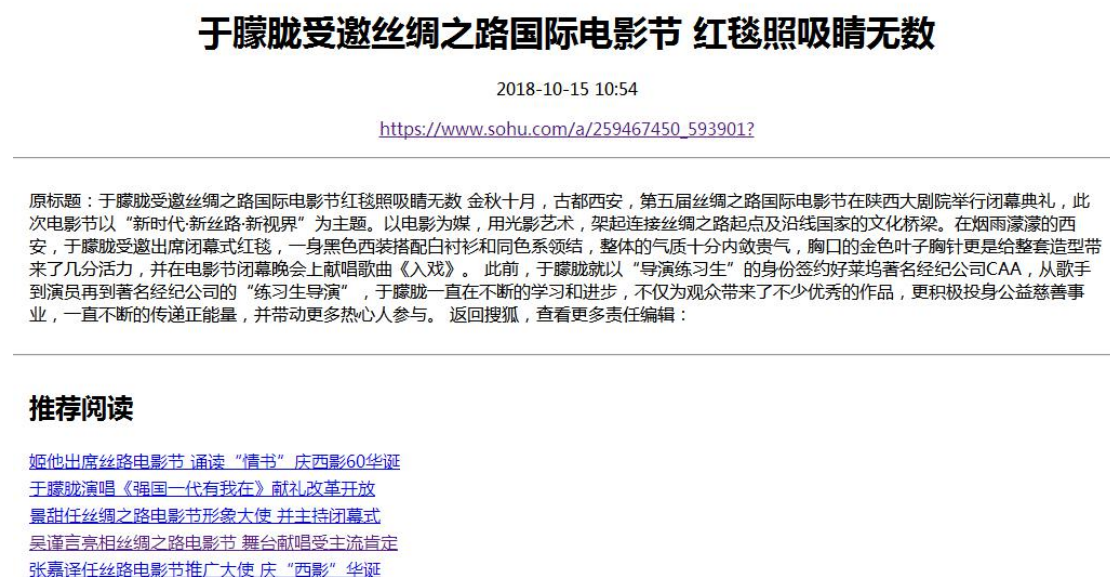 于朦胧受邀丝绸之路国际电影节 红毯照吸睛无数
2018-10-15 10:54
https://www.sohu.com/a/259467450_593901?
原标题：于朦胧受邀丝绸之路国际电影节红毯照吸睛无数 金秋十月，古都西安，第五届丝绸之路国际电影节在陕西大剧院举行闭幕典礼，此
次电影节以“新时代·新丝路·新视界”为主题。以电影为媒，用光影艺术，架起连接丝绸之路起点及沿线国家的文化桥梁。在烟雨濛濛的西
安，于朦胧受邀出席闭幕式红毯，一身黑色西装搭配白衬衫和同色系领结，整体的气质十分内敛贵气，胸口的金色叶子胸针更是给整套造型带
来了几分活力，并在电影节闭幕晚会上献唱歌曲《入戏》。 此前，于朦胧就以“导演练习生”的身份签约好莱坞著名经纪公司CAA，从歌手
到演员再到著名经纪公司的“练习生导演”，于朦胧一直在不断的学习和进步，不仅为观众带来了不少优秀的作品，更积极投身公益慈善事
业，一直不断的传递正能量，并带动更多热心人参与。 返回搜狐，查看更多责任编辑：
推荐阅读
姬他出席丝路电影节 诵读“情书”庆西影60华诞
于朦胧演唱《强国一代有我在》献礼改革开放
景甜任丝绸之路电影节形象大使 并主持闭幕式
吴谨言亮相丝绸之路电影节 舞台献唱受主流肯定
张嘉译任丝路电影节推广大使 庆“西影”华诞